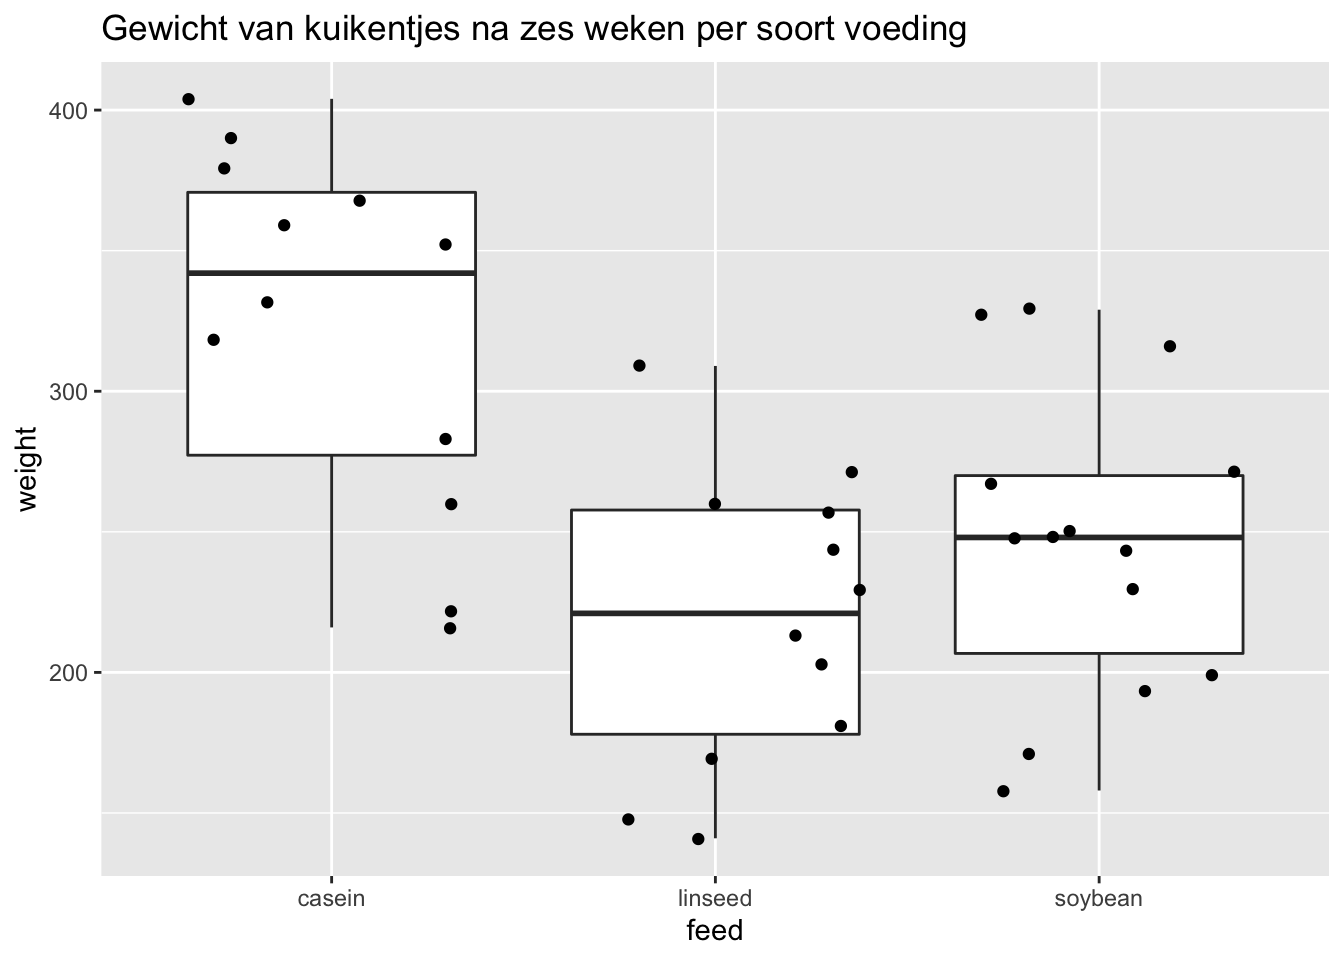 Gewicht van kuikentjes na zes weken per soort voeding
400
300
200
weight
casein linseed soybean
feed